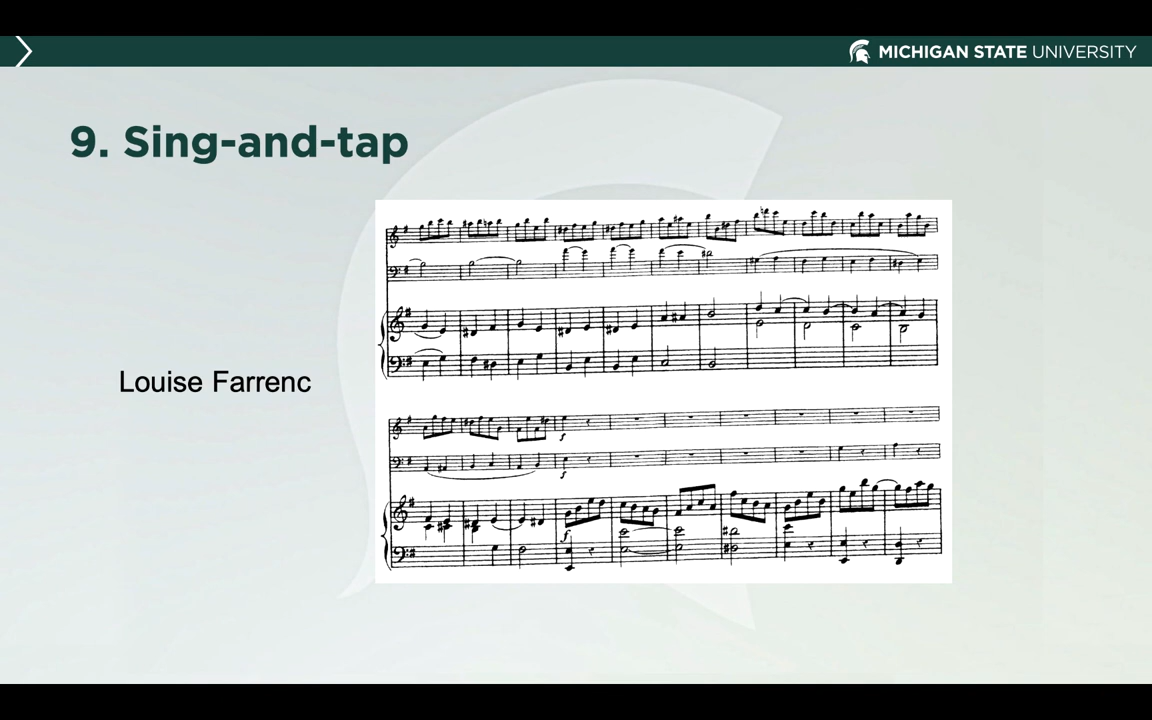 MICHIGAN STATE UNIVERSITY
9. Sing-and-tap
Louise Farrenc
f
f
f